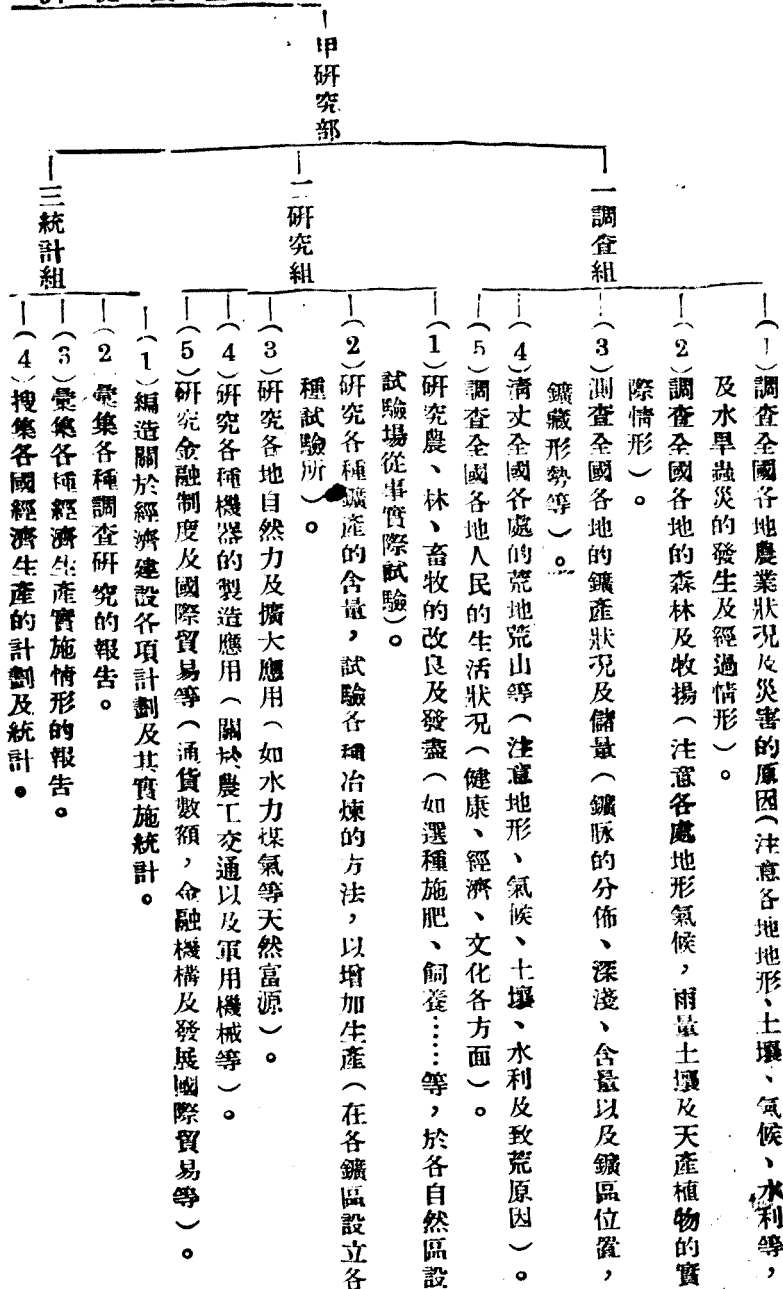 甲研究部
一調査組
(1)調查全國各地農業狀況及災害的原因(注意各地地形、土壤、氣候、水利等，
及水旱蟲災的發生及經過情形)。
(2)調查全國各地的森林及牧場(注意各處地形氣候，雨量土壤及天產植物的實
際情形)。
(3)測查全國各地的鑛產狀況及儲量(鑛脉的分佈、深淺、含量以及鑛區位置，
鑛藏形勢等)。
(4)淸丈全國各處的荒地荒山等(注意地形、氣候、土壤、水利及致荒原因)。
(5)調查全國各地人民的生活狀況(健康、經濟、文化各方面)。
二研究組
(1)研究農、林、畜牧的改良及發盡(如選種施肥、飼養……等，於各自然區設
試驗場從事實際試驗)。
(2)研究各種鑛產的含量，試驗各種冶煉的方法，以增加生產(在各鑛區設立各
種試驗所)。
(3)研究各地自然力及擴大應用(如水力煤氣等天然富源)。
(4)研究各種機器的製造應用(關於農工交通以及軍用機械等)。
(5)研究金融制度及國際貿易等(通貨數額，金融機構及發展國際貿易等)。
三統計組
(1)編造關於經濟建設各項計劃及其實施統計。
(2)彙集各種調查研究的報告。
(3)彙集各種經濟生產實施情形的報告。
(4)搜集各國經濟生產的計劃及統計。